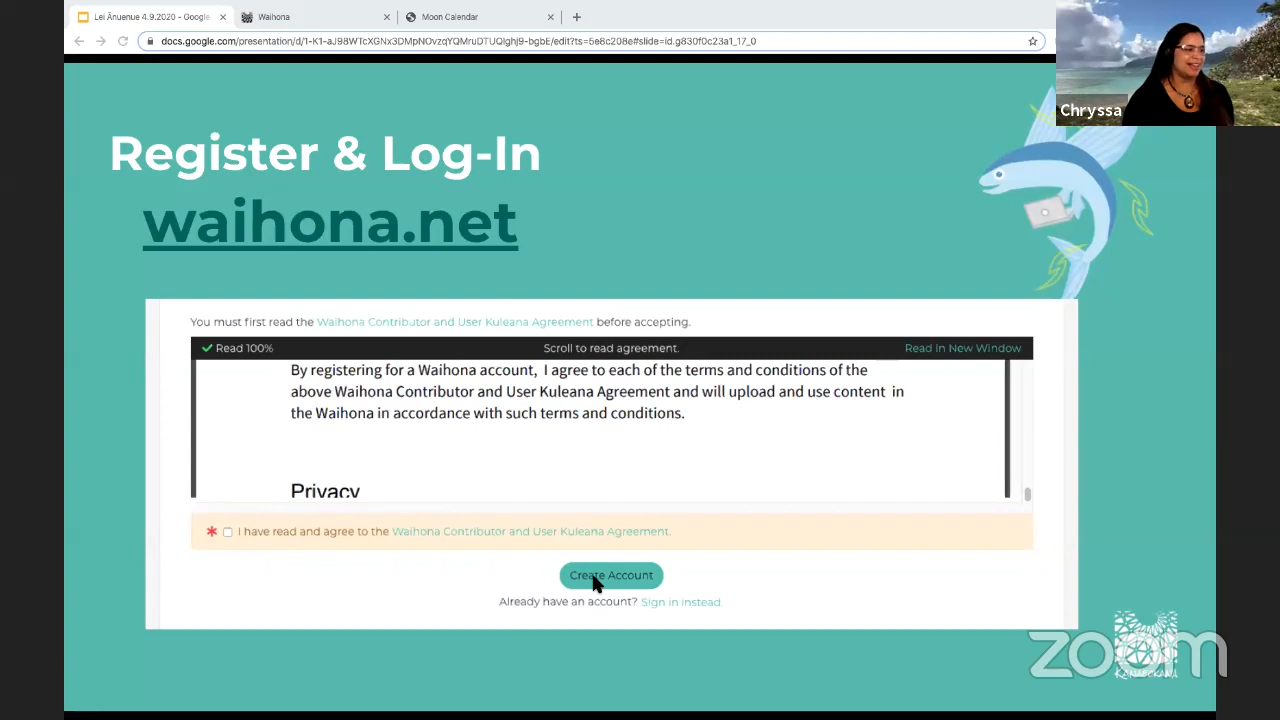 Lei Ānuenue 4.9.2020 - Google
Waihona
Moon Calendar
docs.google.com/presentation/d/1-K1-aJ98WTcXGNx3DMpNOvzqYQMruDTUQlghj9-bgbE/edit?ts=5e8c208e#slide=id.g830f0c23a1_17_0
Chryssa
Register & Log-In
waihona.net
You must first read the Waihona Contributor and User Kuleana Agreement before accepting.
Read 100% Scroll to read agreement. Read in New Window
By registering for a Waihona account, I agree to each of the terms and conditions of the
above Waihona Contributor and User Kuleana Agreement and will upload and use content in
the Waihona in accordance with such terms and conditions.
Privacy
* I have read and agree to the Waihona Contributor and User Kuleana Agreement.
Create Account
Already have an account? Sign in instead.
zoom
KANAEOKANA